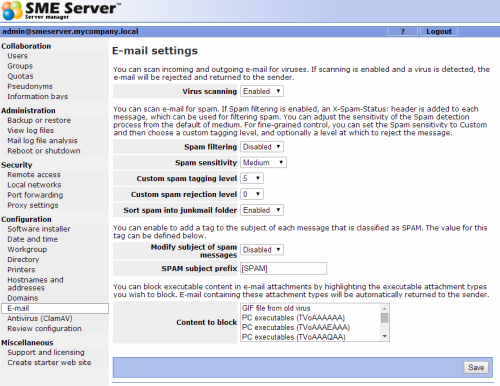 SME Server™
Server manager
admin@smeserver.mycompany.local
?
Logout
Collaboration
Users
Groups
Quotas
Pseudonyms
Information bays
Administration
Backup or restore
View log files
Mail log file analysis
Reboot or shutdown
Security
Remote access
Local networks
Port forwarding
Proxy settings
Configuration
Software installer
Date and time
Workgroup
Directory
Printers
Hostnames and
addresses
Domains
E-mail
Antivirus (ClamAV)
Review configuration
Miscellaneous
Support and licensing
Create starter web site
E-mail settings
You can scan incoming and outgoing e-mail for viruses. If scanning is enabled and a virus is detected, the
e-mail will be rejected and returned to the sender.
Virus scanning Enabled
You can scan e-mail for spam. If Spam filtering is enabled, an X-Spam-Status: header is added to each
message, which can be used for filtering spam. You can adjust the sensitivity of the Spam detection
process from the default of medium. For fine-grained control, you can set the Spam sensitivity to Custom
and then choose a custom tagging level, and optionally a level at which to reject the message.
Spam filtering Disabled
Spam sensitivity Medium
Custom spam tagging level 5
Custom spam rejection level 0
Sort spam into junkmail folder Enabled
You can enable to add a tag to the subject of each message that is classified as SPAM. The value for this
tag can be defined below.
Modify subject of spam
messages Disabled
SPAM subject prefix [SPAM]
You can block executable content in e-mail attachments by highlighting the executable attachment types
you wish to block. E-mail containing these attachment types will be automatically returned to the sender.
Content to block
GIF file from old virus
PC executables (TVoAAAAAA)
PC executables (TVoAAAEAAA)
PC executables (TVoAAAQAA)
Save